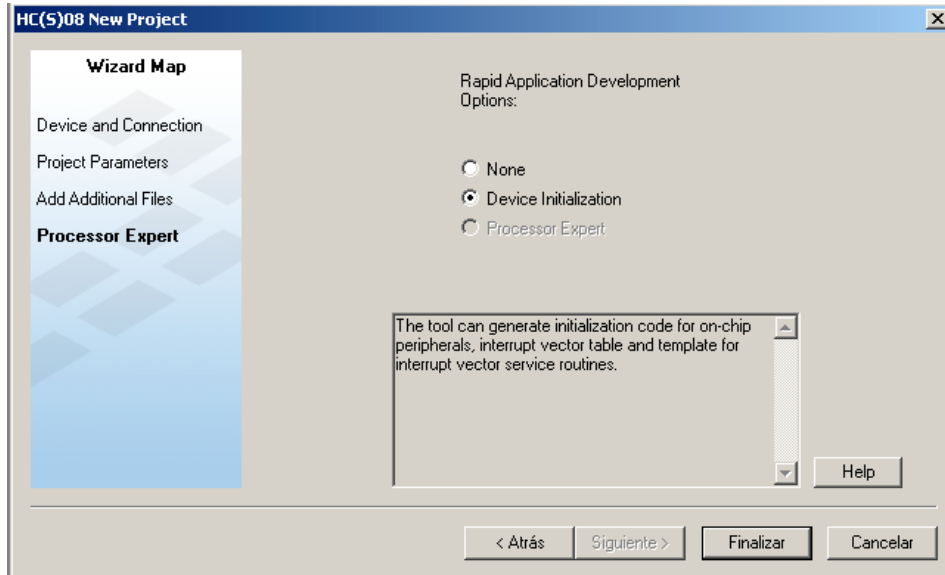 HC(S)08 New Project
Wizard Map
Device and Connection
Project Parameters
Add Additional Files
Processor Expert
Rapid Application Development
Options:
None
Device Initialization
Processor Expert
The tool can generate initialization code for on-chip
peripherals, interrupt vector table and template for
interrupt vector service routines.
Help
< Atrás
Siguiente >
Finalizar
Cancelar